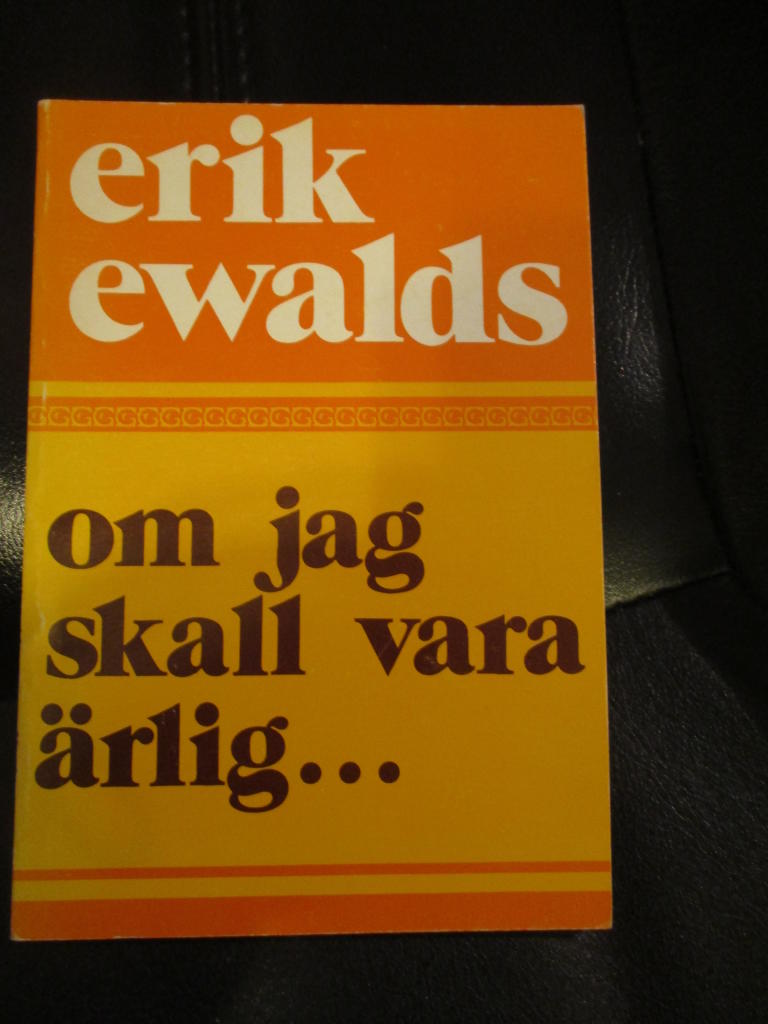 erik
ewalds
om jag
skall vara
ärlig...